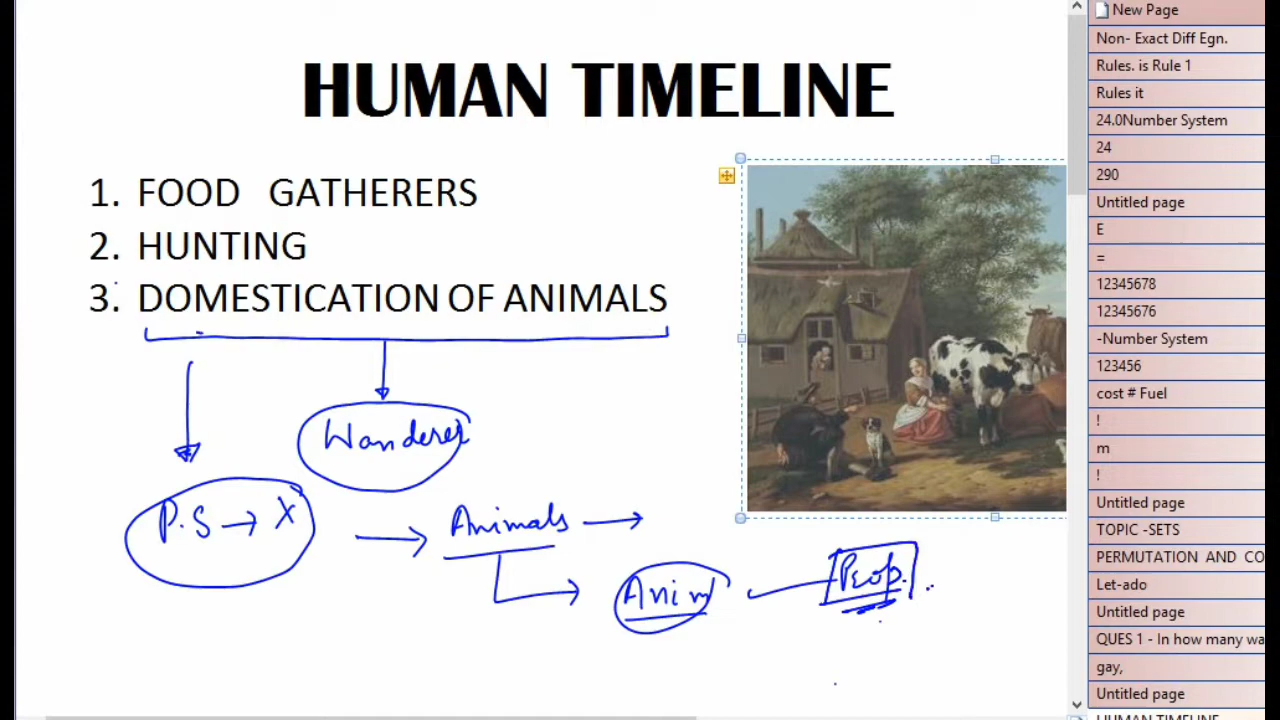 HUMAN TIMELINE
1. FOOD GATHERERS
2. HUNTING
3. DOMESTICATION OF ANIMALS
Wanderer
P.S → X
→ Animals →
Anim
Prop.
New Page
Non- Exact Diff Egn.
Rules. is Rule 1
Rules it
24.0Number System
24
290
Untitled page
E
=
12345678
12345676
-Number System
123456
cost # Fuel
!
m
!
Untitled page
TOPIC -SETS
PERMUTATION AND CO
Let-ado
Untitled page
QUES 1 - In how many wa
gay,
Untitled page
HUMAN TIMELINE